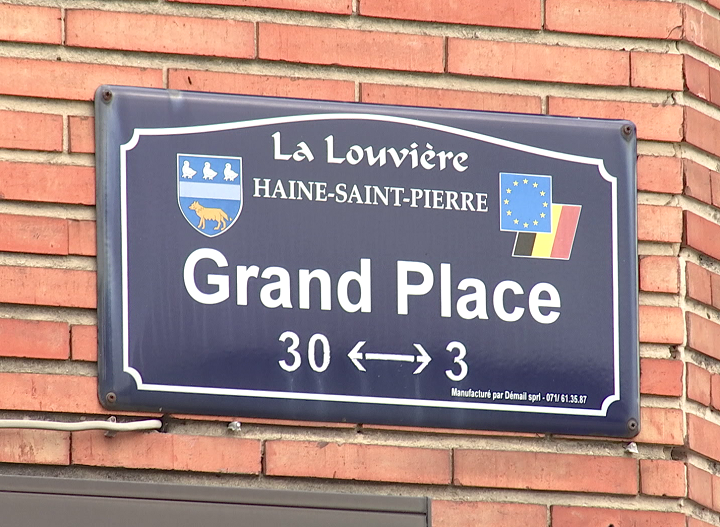 La Louvière
HAINE-SAINT-PIERRE
Grand Place
30 ↔ 3
Manufacturé par Démail sprl - 071/ 61.35.87